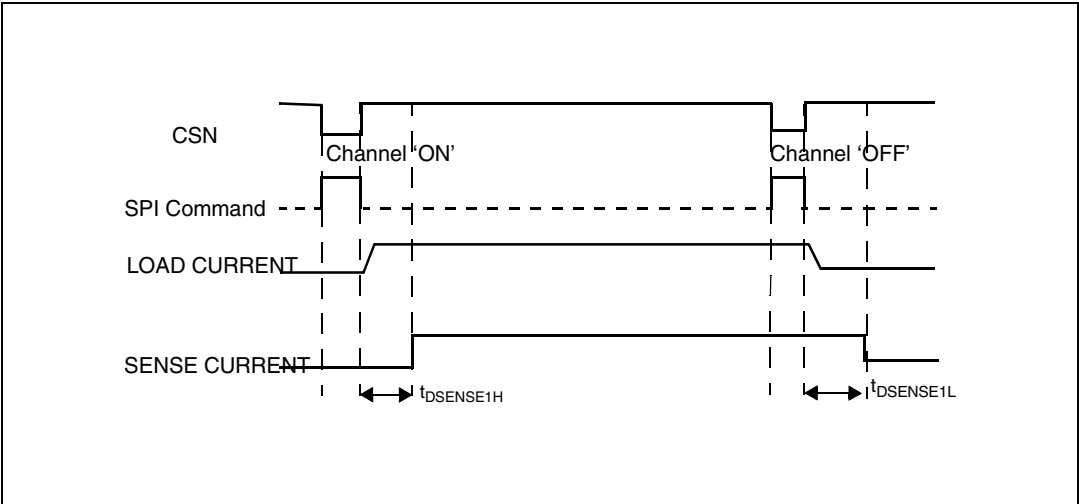 CSN
Channel 'ON'
Channel 'OFF'
SPI Command
LOAD CURRENT
SENSE CURRENT
tDSENSE1H
tDSENSE1L